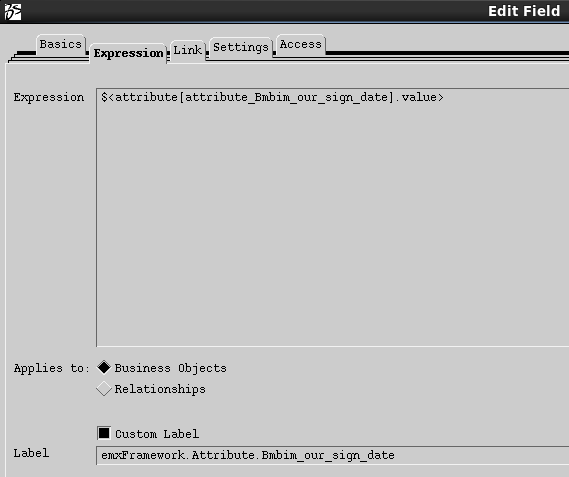 Edit Field
Basics Expression Link Settings Access
Expression
$<attribute[attribute_Bmbim_our_sign_date].value>
Applies to: Business Objects
Relationships
Custom Label
Label emxFramework.Attribute.Bmbim_our_sign_date